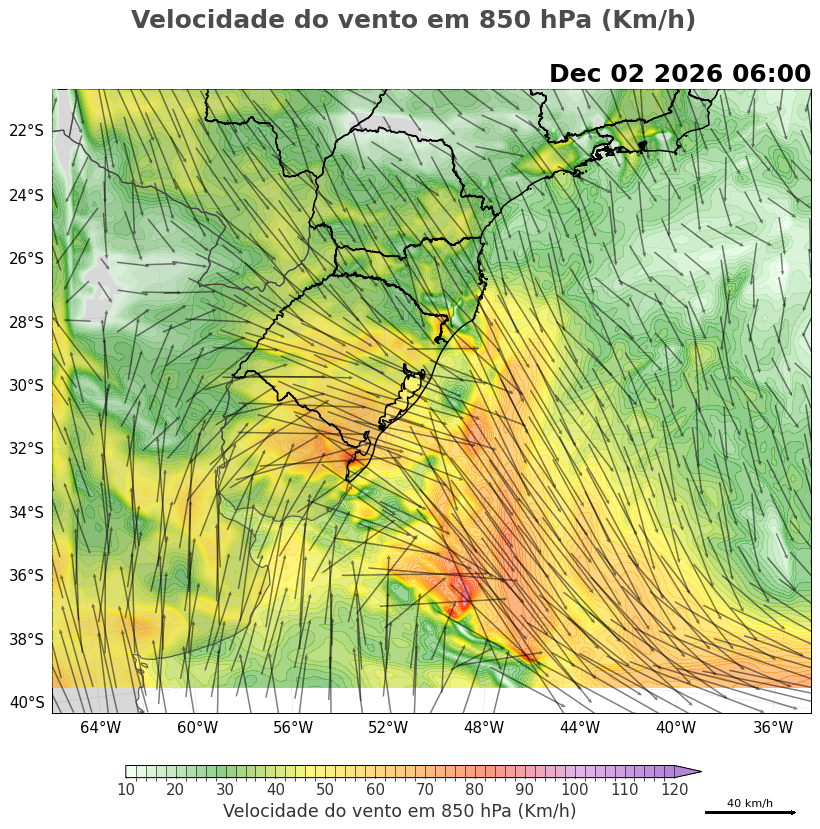 Velocidade do vento em 850 hPa (Km/h)
Dec 02 2026 06:00
22°S
24°S
26°S
28°S
30°S
32°S
34°S
36°S
38°S
40°S
64°W 60°W 56°W 52°W 48°W 44°W 40°W 36°W
10 20 30 40 50 60 70 80 90 100 110 120
Velocidade do vento em 850 hPa (Km/h)
40 km/h